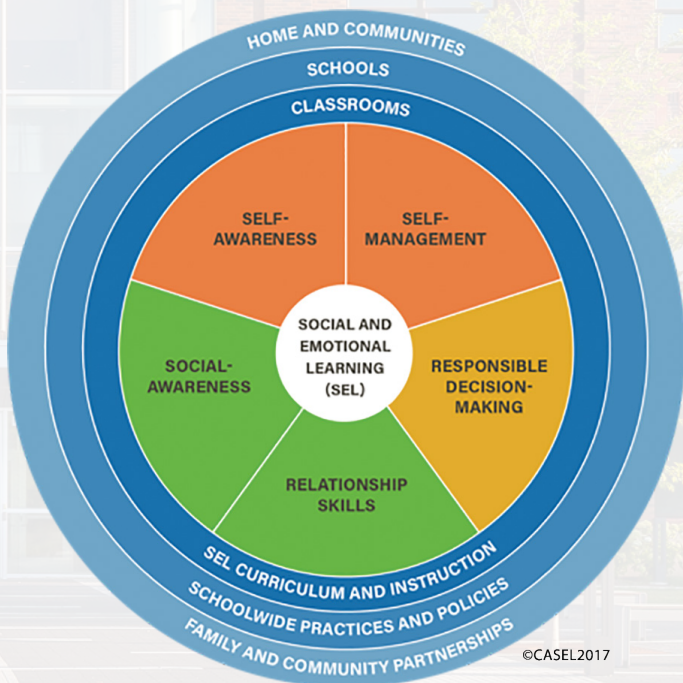 HOME AND COMMUNITIES
SCHOOLS
CLASSROOMS
SELF-
AWARENESS
SELF-
MANAGEMENT
SOCIAL AND
EMOTIONAL
LEARNING
(SEL)
SOCIAL-
AWARENESS
RESPONSIBLE
DECISION-
MAKING
RELATIONSHIP
SKILLS
SEL CURRICULUM AND INSTRUCTION
SCHOOLWIDE PRACTICES AND POLICIES
FAMILY AND COMMUNITY PARTNERSHIPS
©CASEL2017